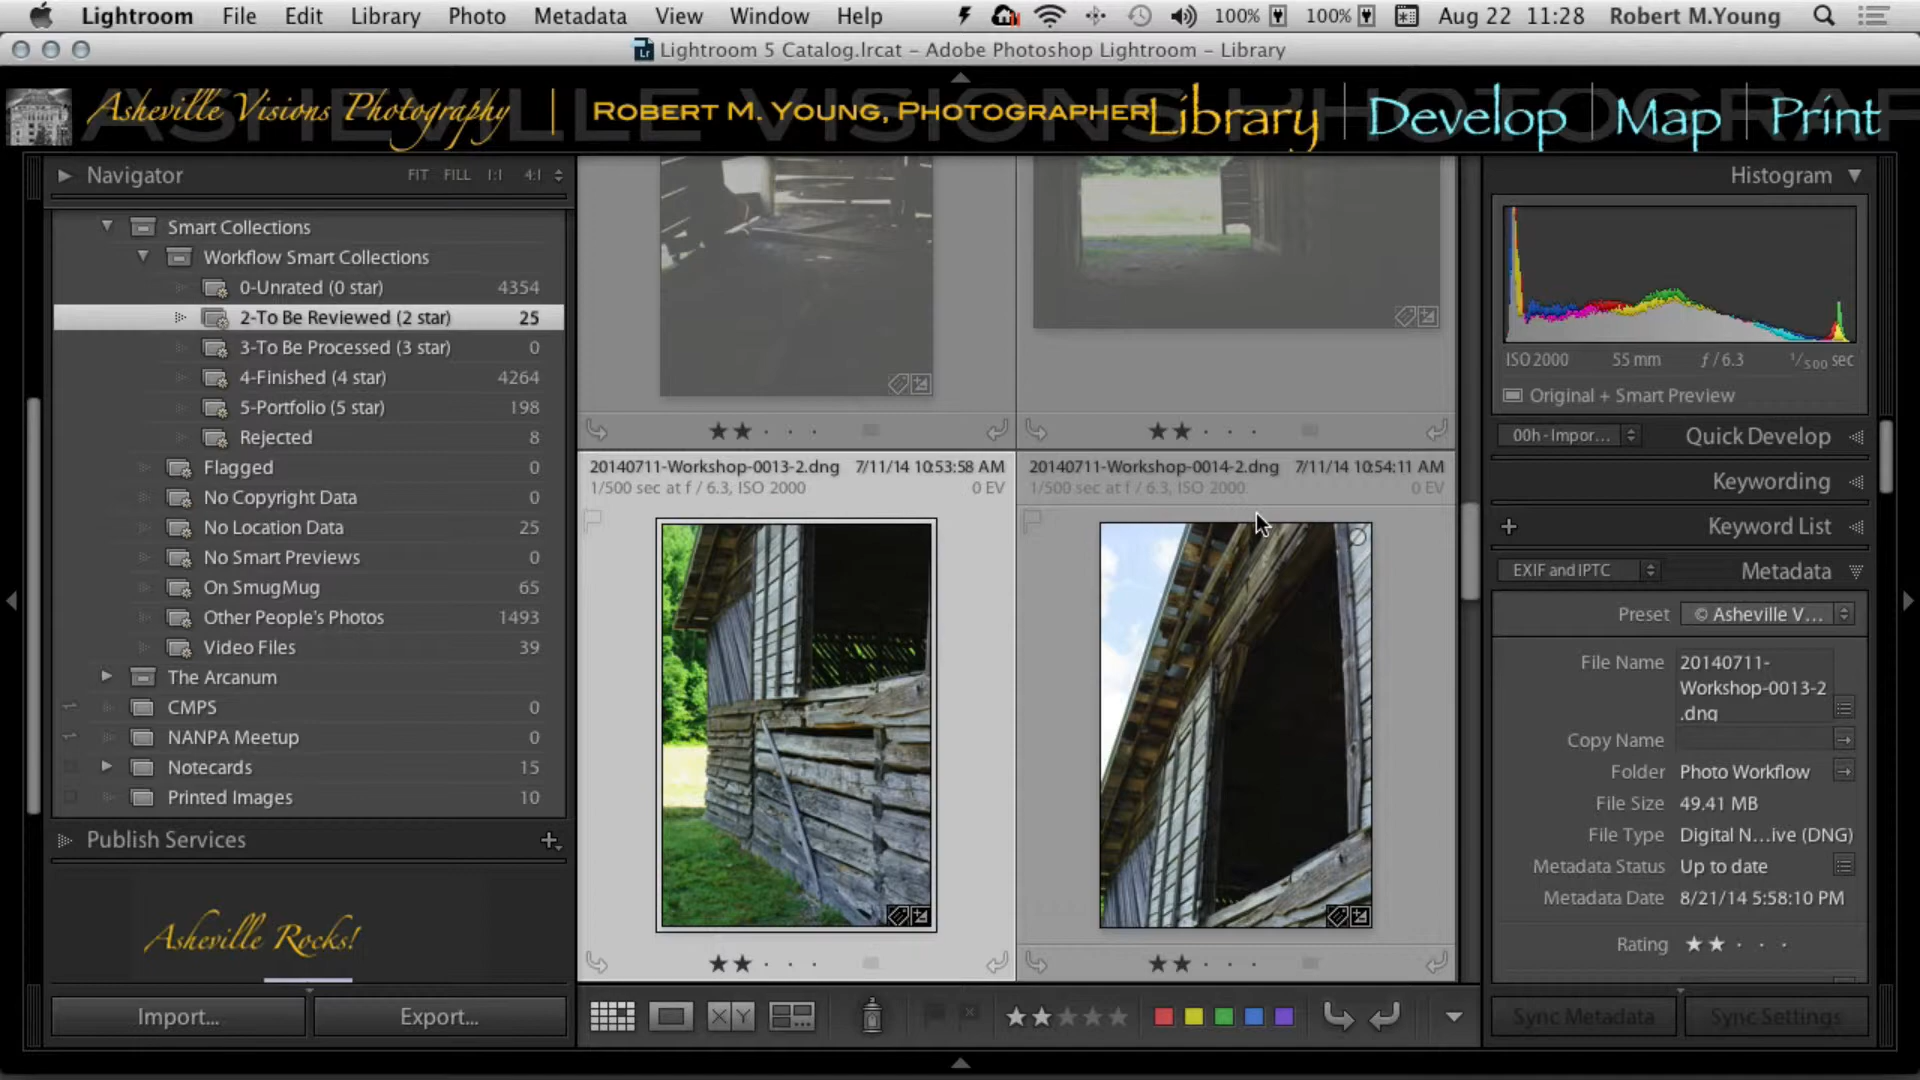 Lightroom File Edit Library Photo Metadata View Window Help 100% 100% Aug 22 11:28 Robert M.Young
Lightroom 5 Catalog.lrcat – Adobe Photoshop Lightroom – Library
Asheville Visions Photography | Robert M. Young, Photographer Library | Develop | Map | Print
Navigator FIT FILL 1:1 4:1
Smart Collections
Workflow Smart Collections
0-Unrated (0 star) 4354
2-To Be Reviewed (2 star) 25
3-To Be Processed (3 star) 0
4-Finished (4 star) 4264
5-Portfolio (5 star) 198
Rejected 8
Flagged 0
No Copyright Data 0
No Location Data 25
No Smart Previews 0
On SmugMug 65
Other People's Photos 1493
Video Files 39
The Arcanum
CMPS 0
NANPA Meetup 0
Notecards 15
Printed Images 10
Publish Services
Asheville Rocks!
Import... Export...
20140711-Workshop-0013-2.dng 7/11/14 10:53:58 AM
1/500 sec at f / 6.3, ISO 2000 0 EV
20140711-Workshop-0014-2.dng 7/11/14 10:54:11 AM
1/500 sec at f / 6.3, ISO 2000 0 EV
X Y
Histogram
ISO 2000 55 mm ƒ / 6.3 1/500 sec
Original + Smart Preview
00h - Impor... Quick Develop
Keywording
Keyword List
EXIF and IPTC Metadata
Preset © Asheville V...
File Name 20140711-
Workshop-0013-2
.dng
Copy Name
Folder Photo Workflow
File Size 49.41 MB
File Type Digital N...ive (DNG)
Metadata Status Up to date
Metadata Date 8/21/14 5:58:10 PM
Rating
Sync Metadata Sync Settings